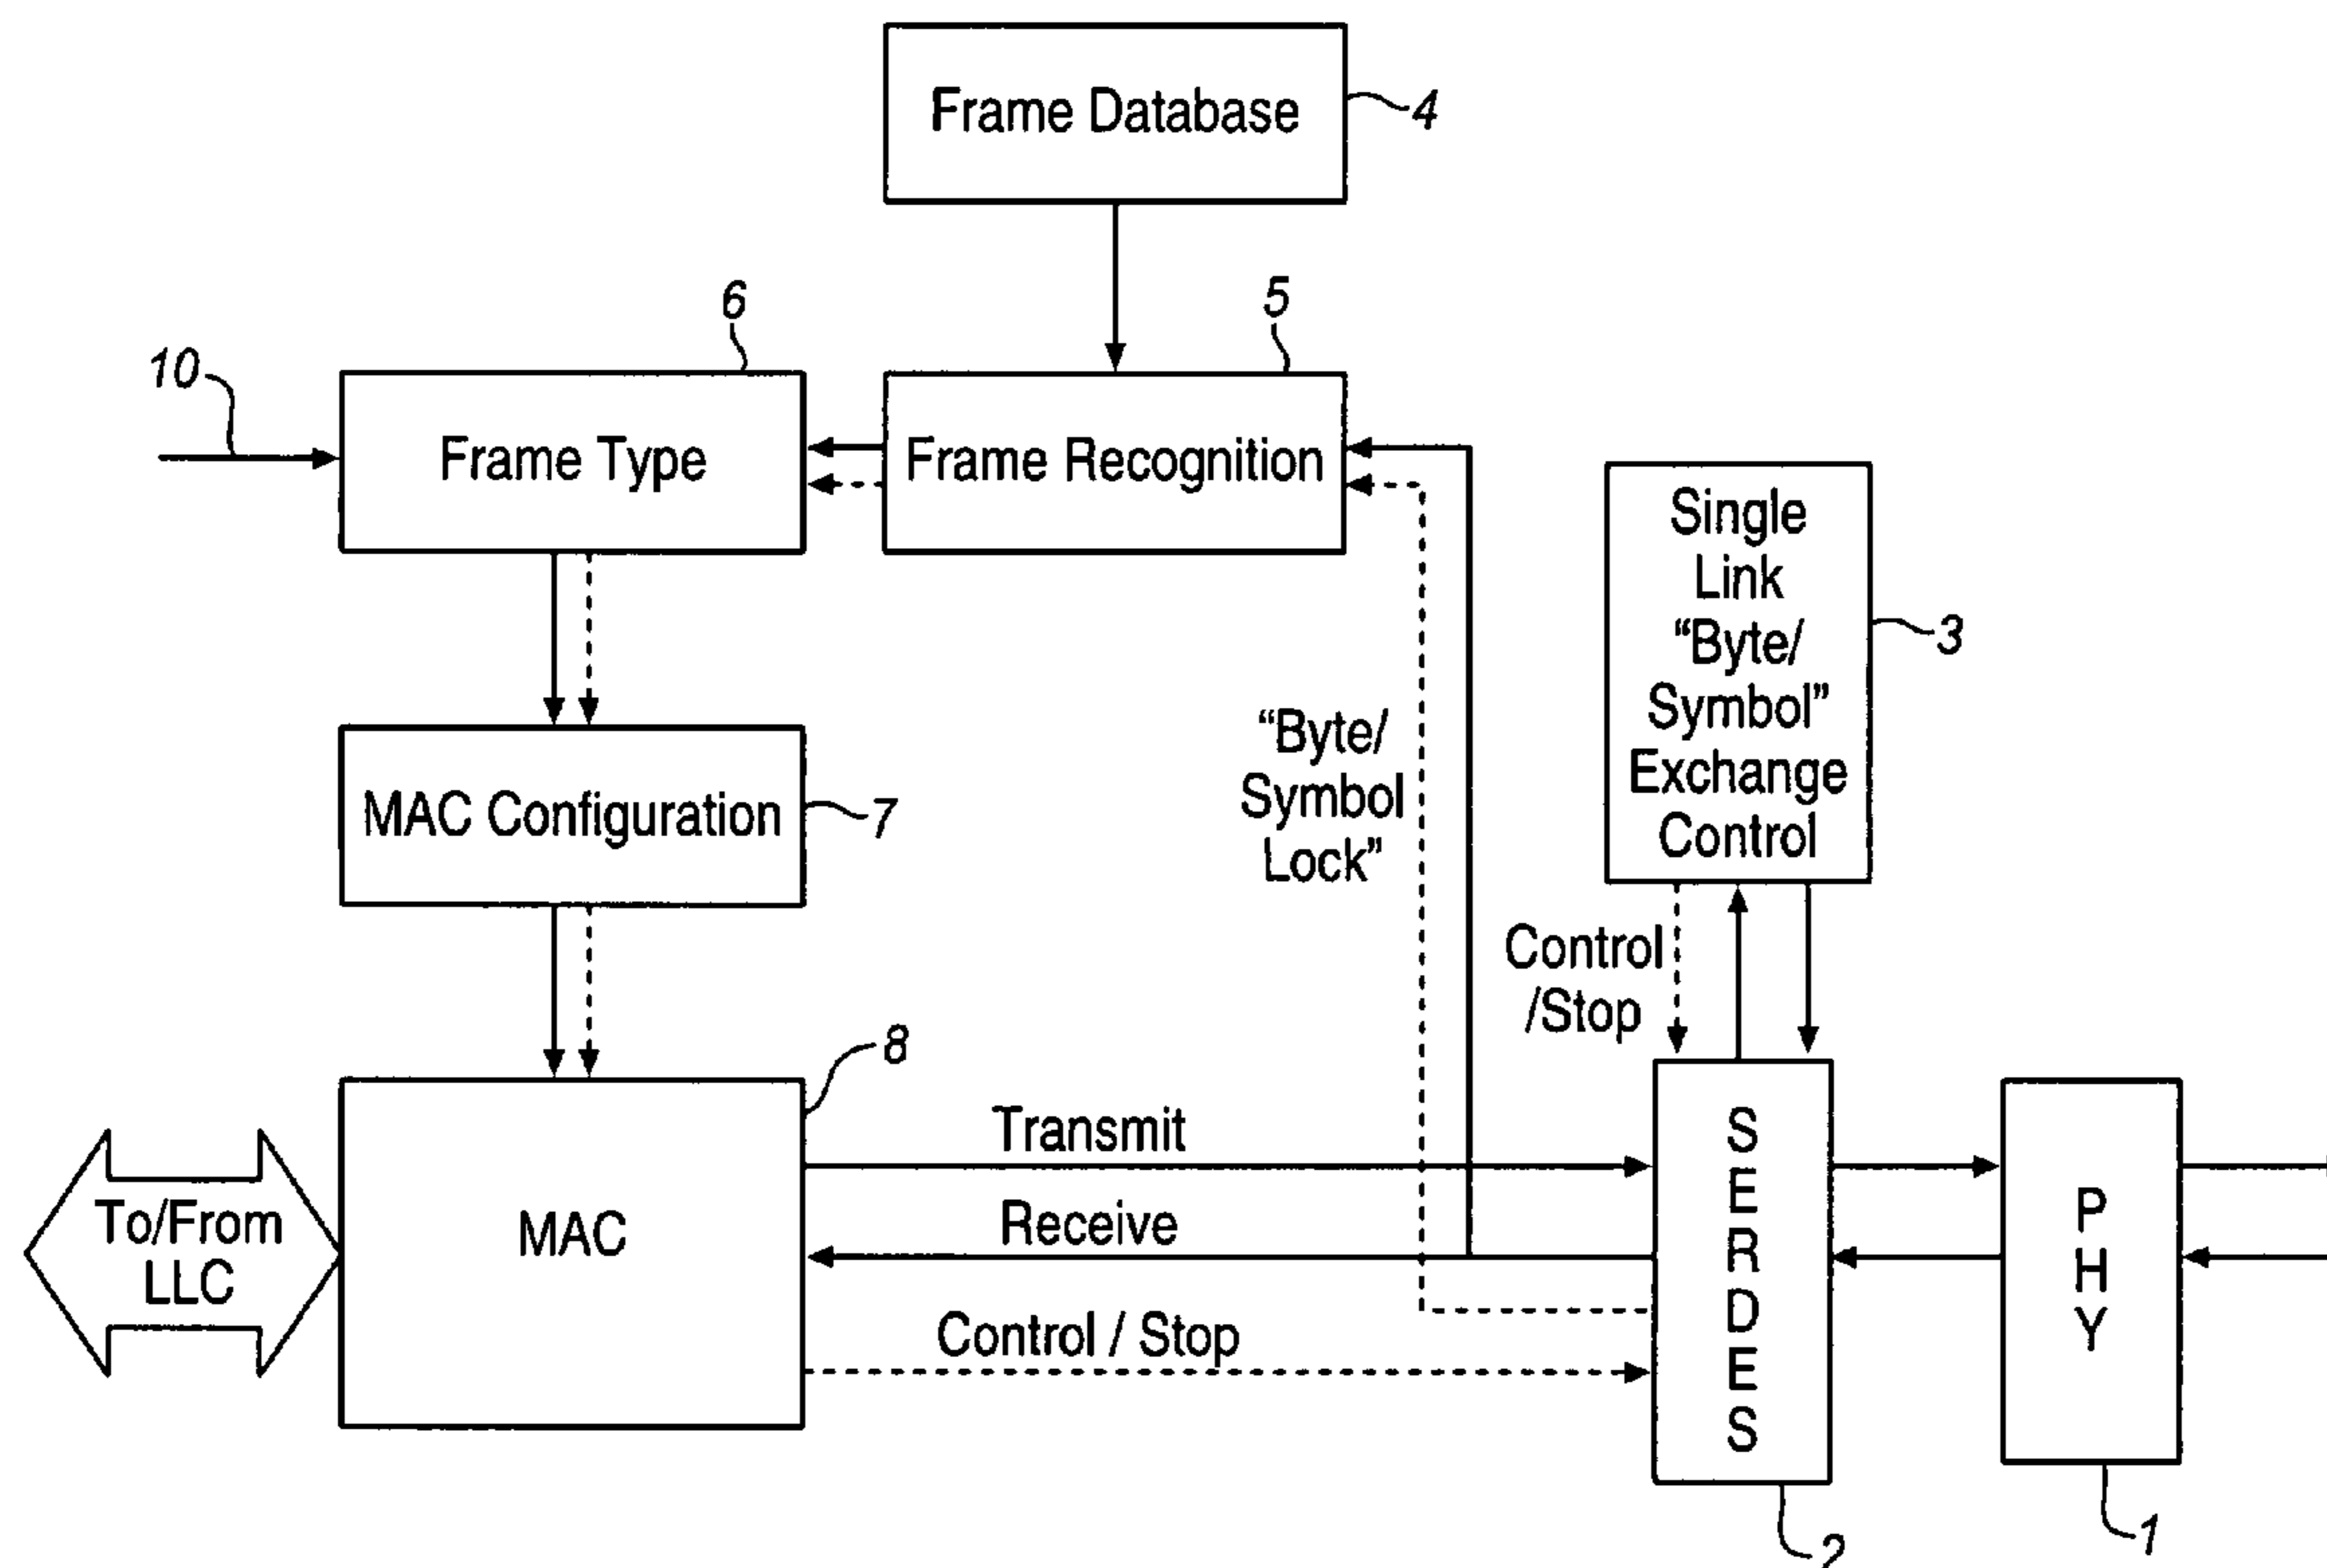 Frame Database
4
6
5
10
Frame Type
Frame Recognition
Single
Link
“Byte/
Symbol”
Exchange
Control
3
“Byte/
Symbol
Lock”
MAC Configuration
7
Control
/Stop
8
Transmit
Receive
Control / Stop
To/From
LLC
MAC
S
E
R
D
E
S
P
H
Y
2
1